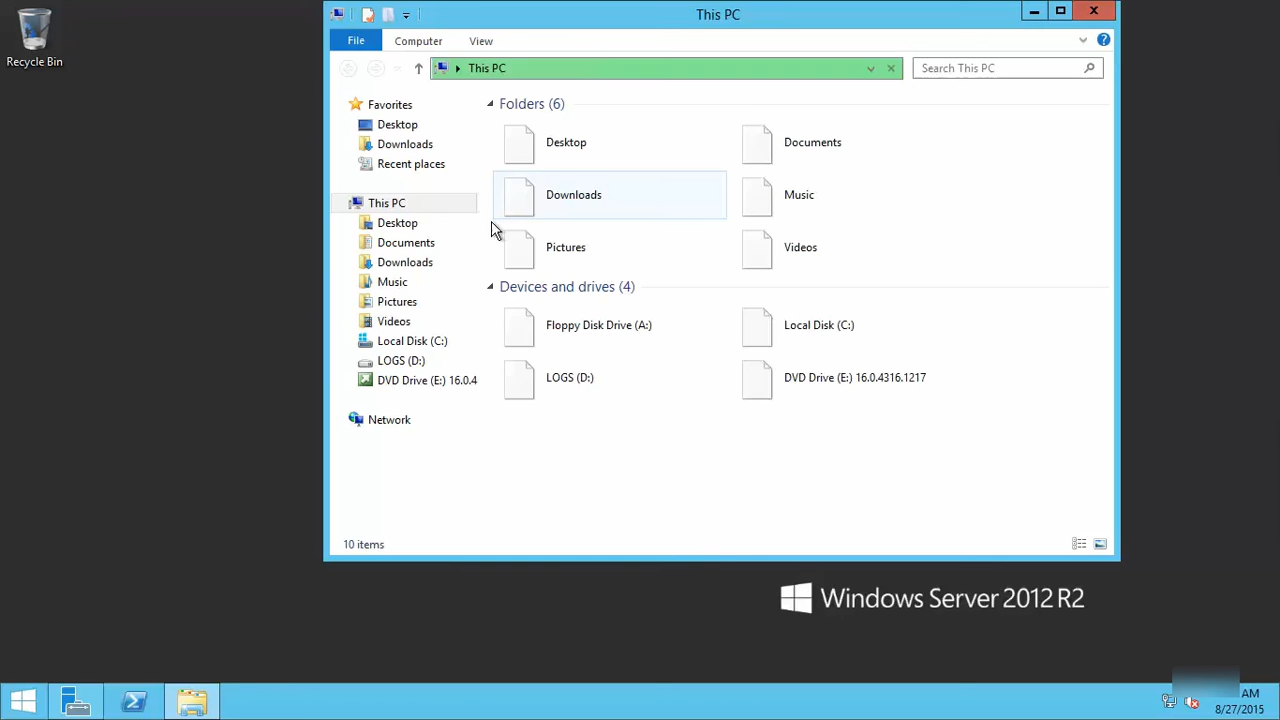 Recycle Bin
This PC
File
Computer
View
This PC
Search This PC
Favorites
Desktop
Downloads
Recent places
This PC
Desktop
Documents
Downloads
Music
Pictures
Videos
Local Disk (C:)
LOGS (D:)
DVD Drive (E:) 16.0.4
Network
Folders (6)
Desktop
Documents
Downloads
Music
Pictures
Videos
Devices and drives (4)
Floppy Disk Drive (A:)
Local Disk (C:)
LOGS (D:)
DVD Drive (E:) 16.0.4316.1217
10 items
Windows Server 2012 R2
AM
8/27/2015